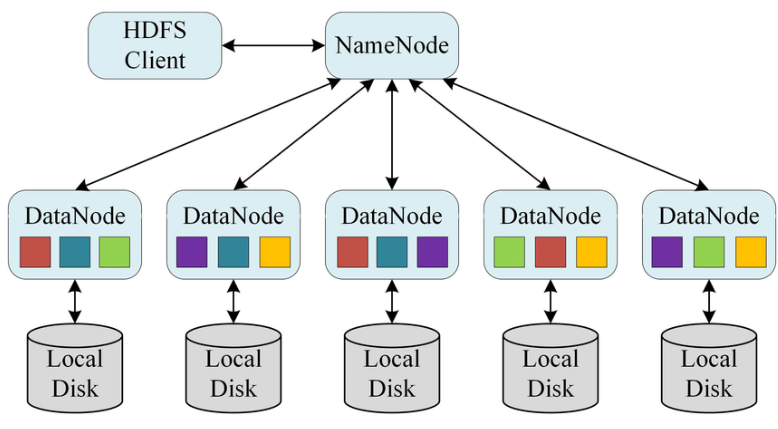 HDFS
Client
NameNode
DataNode
DataNode
DataNode
DataNode
DataNode
Local
Disk
Local
Disk
Local
Disk
Local
Disk
Local
Disk